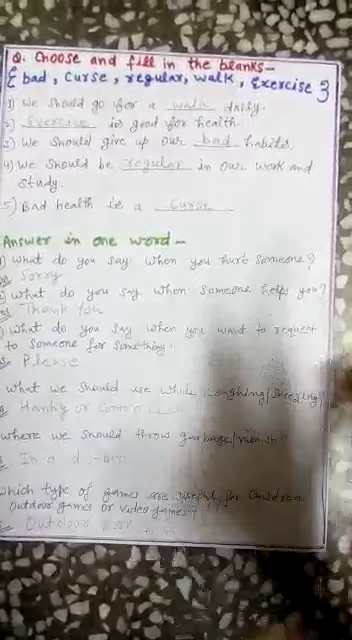 Q. Choose and fill in the blanks-
{ bad, Curse, regular, walk, Exercise }
1) We should go for a walk daily.
2) Exercise is good for health.
3) We should give up our bad habites.
4) We should be regular in our work and
study.
5) Bad health is a Curse
Answer in one word-
What do you say when you hurt someone?
Sorry
What do you say when someone helps you?
Thank You
What do you say when you want to request
to someone for something?
Please
What we should use while Coughing/Sneezing
Hanky or
where we should throw garbage/
In a
which type of games are useful for Children
Outdoor games or video games?
Outdoor